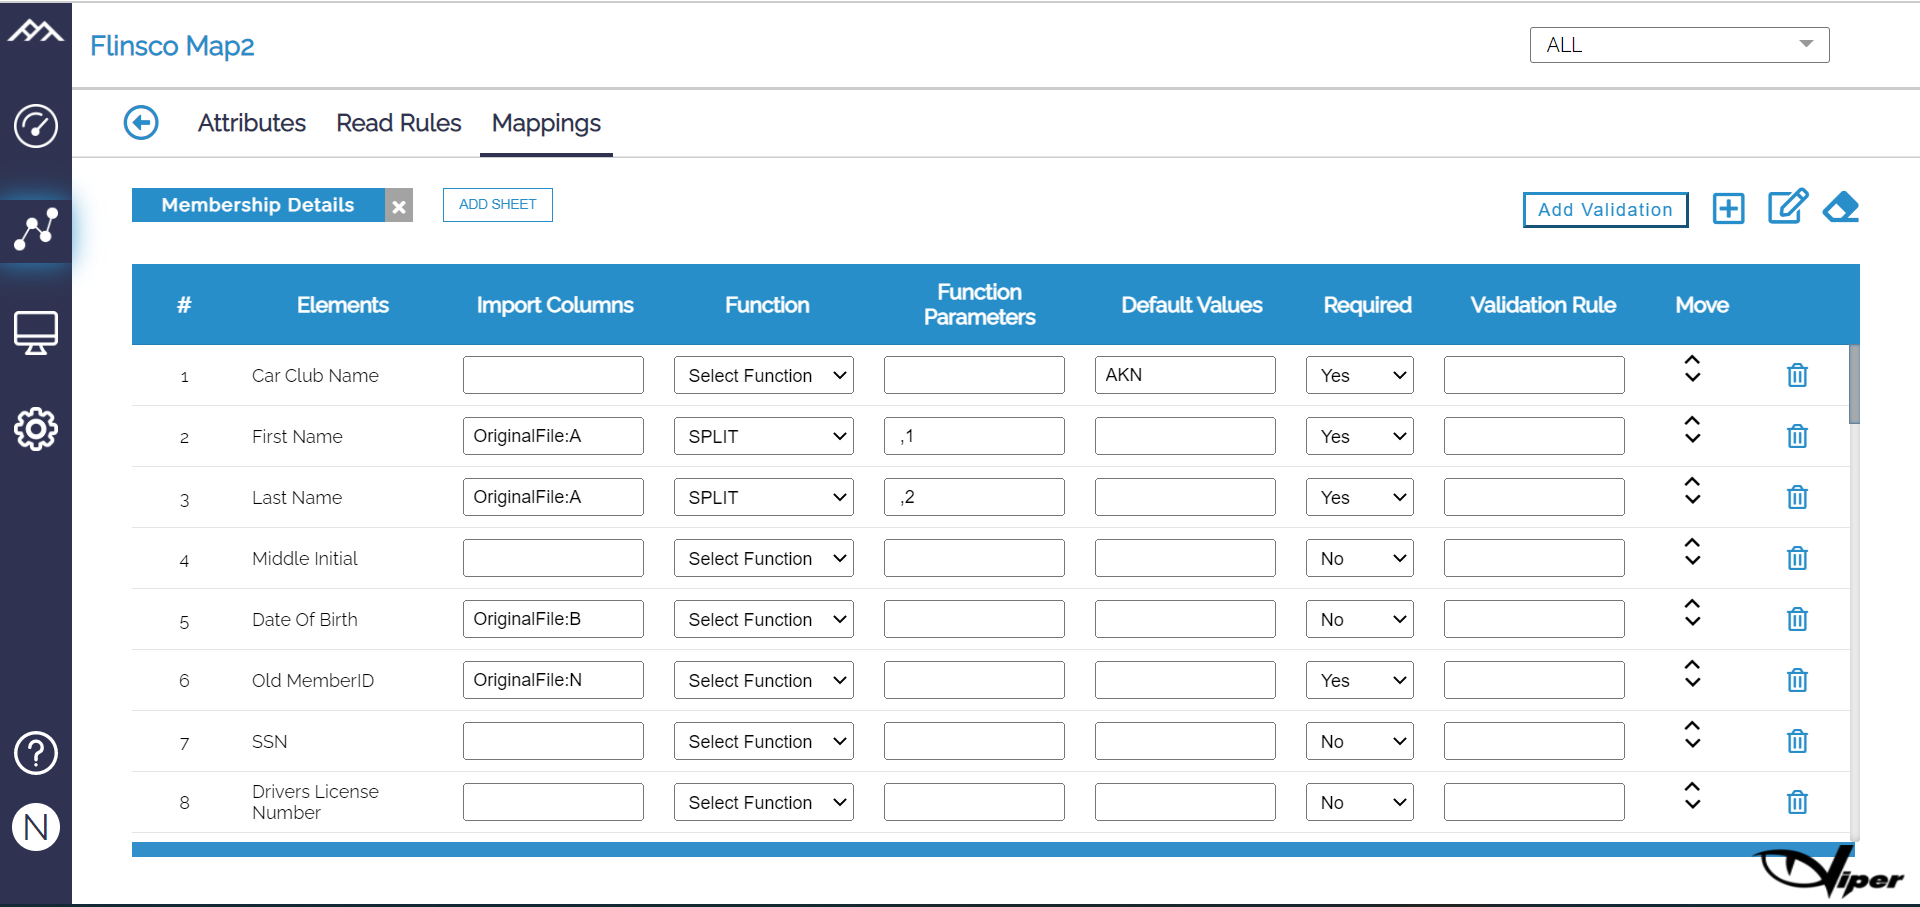 Flinsco Map2
ALL
Attributes Read Rules Mappings
Membership Details × ADD SHEET Add Validation
# Elements Import Columns Function Function Parameters Default Values Required Validation Rule Move
1 Car Club Name Select Function AKN Yes
2 First Name OriginalFile:A SPLIT ,1 Yes
3 Last Name OriginalFile:A SPLIT ,2 Yes
4 Middle Initial Select Function No
5 Date Of Birth OriginalFile:B Select Function No
6 Old MemberID OriginalFile:N Select Function Yes
7 SSN Select Function No
8 Drivers License Number Select Function No
?
N
Viper